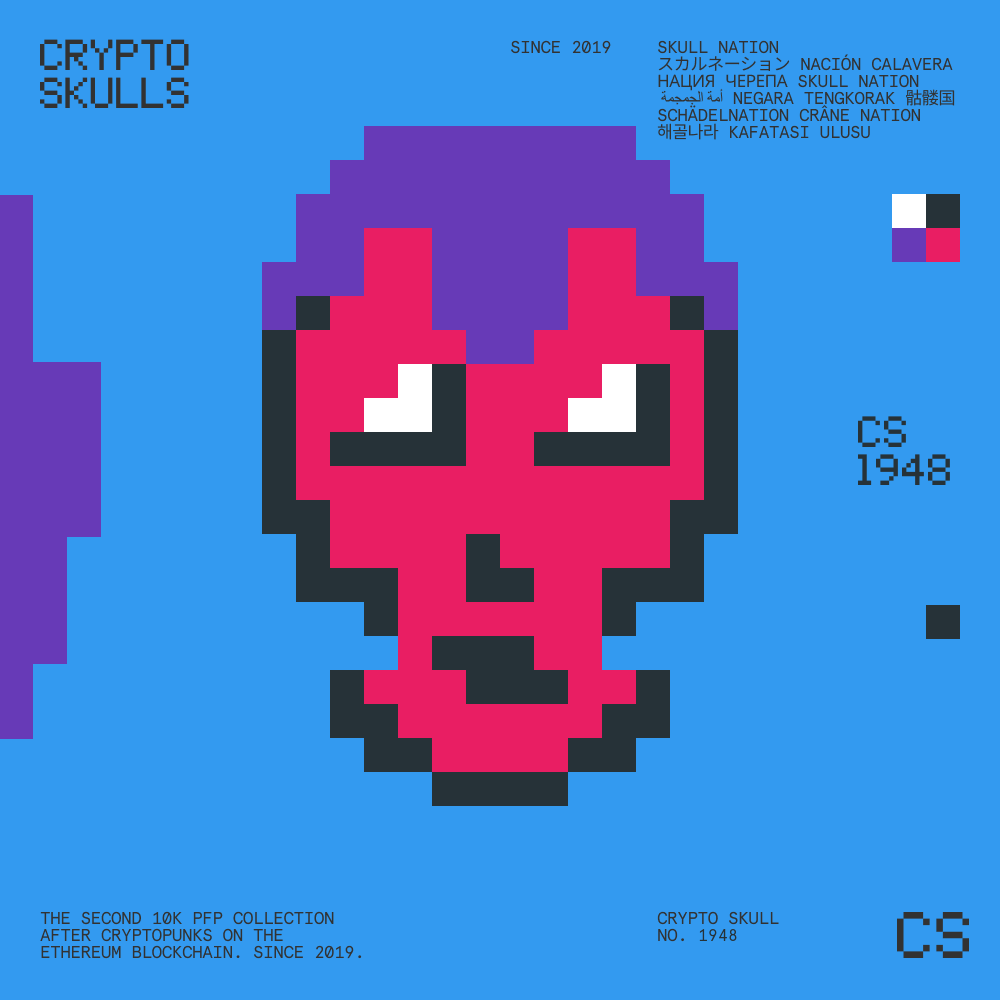 CRYPTO
SKULLS
SINCE 2019
SKULL NATION
スカルネーション NACIÓN CALAVERA
НАЦИЯ ЧЕРЕПА SKULL NATION
أمة الجمجمة NEGARA TENGKORAK 骷髅国
SCHÄDELNATION CRÂNE NATION
해골나라 KAFATASI ULUSU
CS
1948
THE SECOND 10K PFP COLLECTION
AFTER CRYPTOPUNKS ON THE
ETHEREUM BLOCKCHAIN. SINCE 2019.
CRYPTO SKULL
NO. 1948
CS